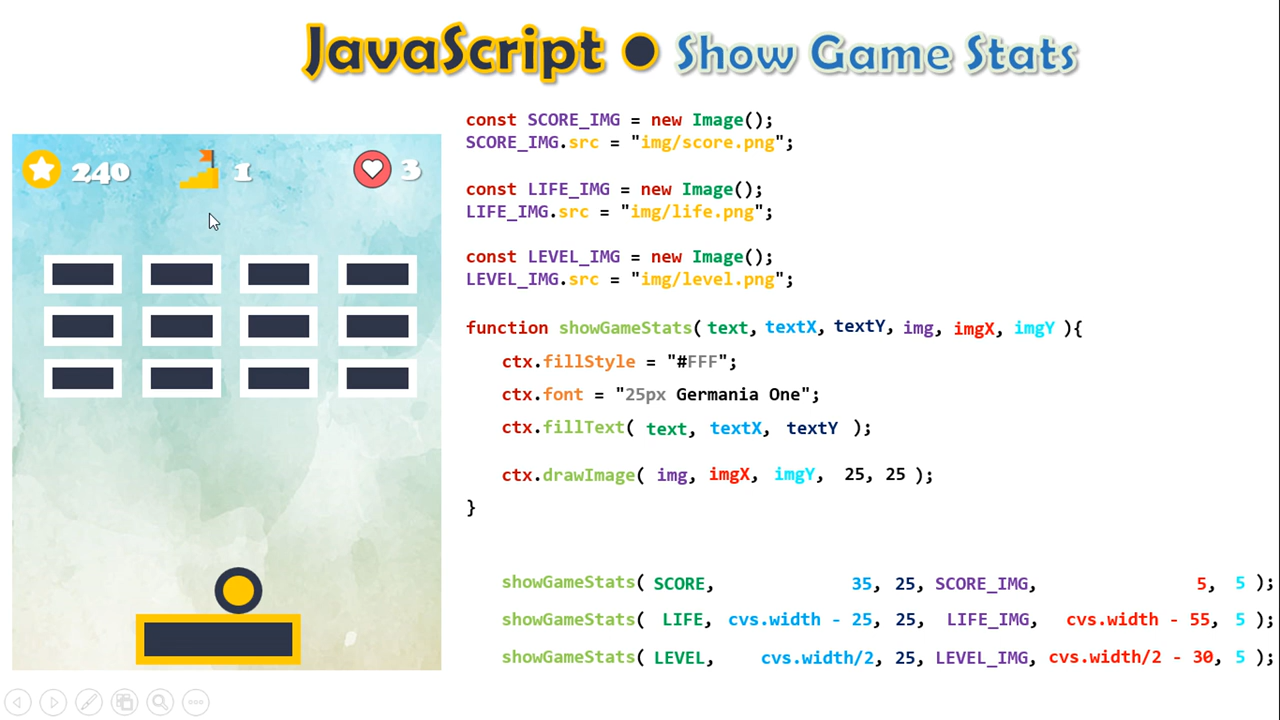 JavaScript ● Show Game Stats
240 1 3
const SCORE_IMG = new Image();
SCORE_IMG.src = "img/score.png";
const LIFE_IMG = new Image();
LIFE_IMG.src = "img/life.png";
const LEVEL_IMG = new Image();
LEVEL_IMG.src = "img/level.png";
function showGameStats( text, textX, textY, img, imgX, imgY ){
ctx.fillStyle = "#FFF";
ctx.font = "25px Germania One";
ctx.fillText( text, textX, textY );
ctx.drawImage( img, imgX, imgY, 25, 25 );
}
showGameStats( SCORE, 35, 25, SCORE_IMG, 5, 5 );
showGameStats( LIFE, cvs.width - 25, 25, LIFE_IMG, cvs.width - 55, 5 );
showGameStats( LEVEL, cvs.width/2, 25, LEVEL_IMG, cvs.width/2 - 30, 5 );